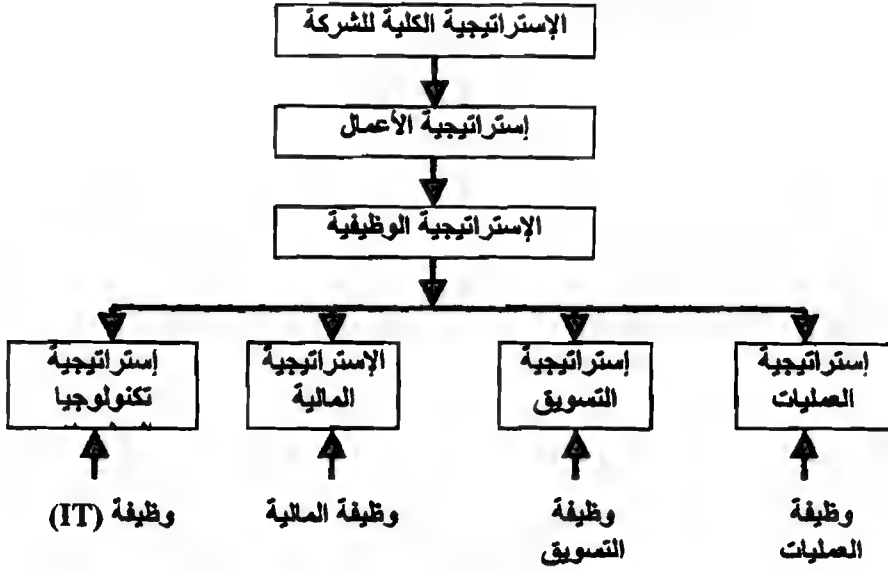 الإستراتيجية الكلية للشركة
إستراتيجية الأعمال
الإستراتيجية الوظيفية
إستراتيجية
العمليات
إستراتيجية
التسويق
الإستراتيجية
المالية
إستراتيجية
تكنولوجيا
وظيفة
العمليات
وظيفة
التسويق
وظيفة المالية
وظيفة (IT)